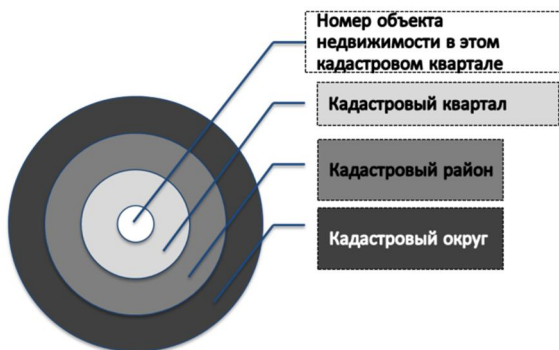 Номер объекта
недвижимости в этом
кадастровом квартале
Кадастровый квартал
Кадастровый район
Кадастровый округ